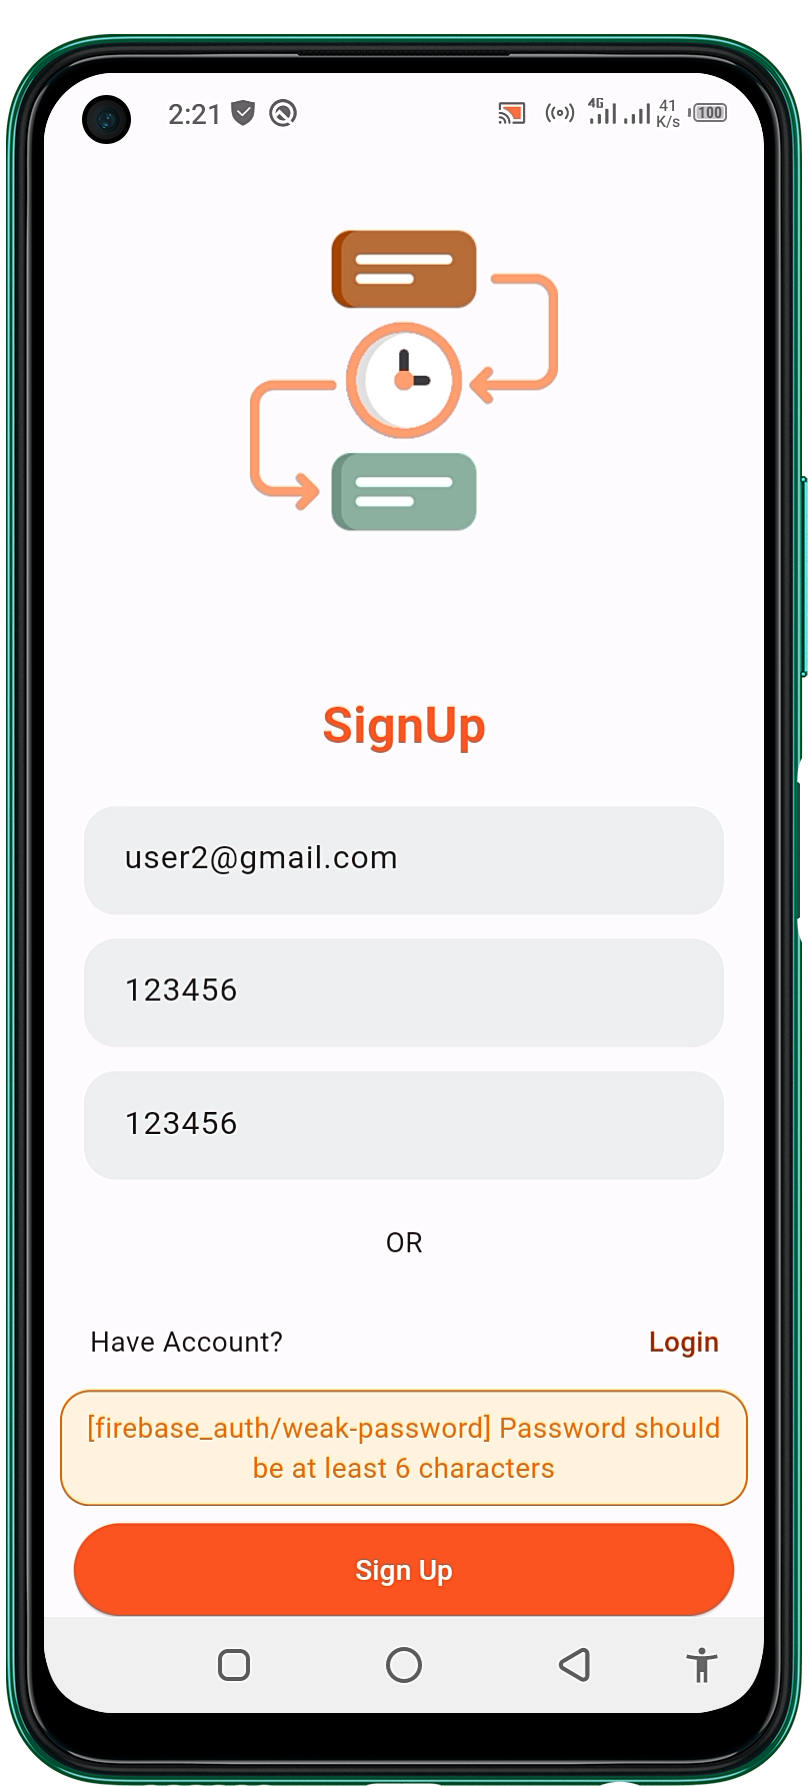 2:21 4G 41 K/s 100
SignUp
user2@gmail.com
123456
123456
OR
Have Account? Login
[firebase_auth/weak-password] Password should
be at least 6 characters
Sign Up